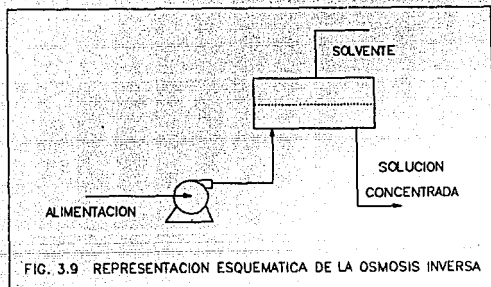 SOLVENTE
SOLUCION
CONCENTRADA
ALIMENTACION
FIG. 3.9 REPRESENTACION ESQUEMATICA DE LA OSMOSIS INVERSA